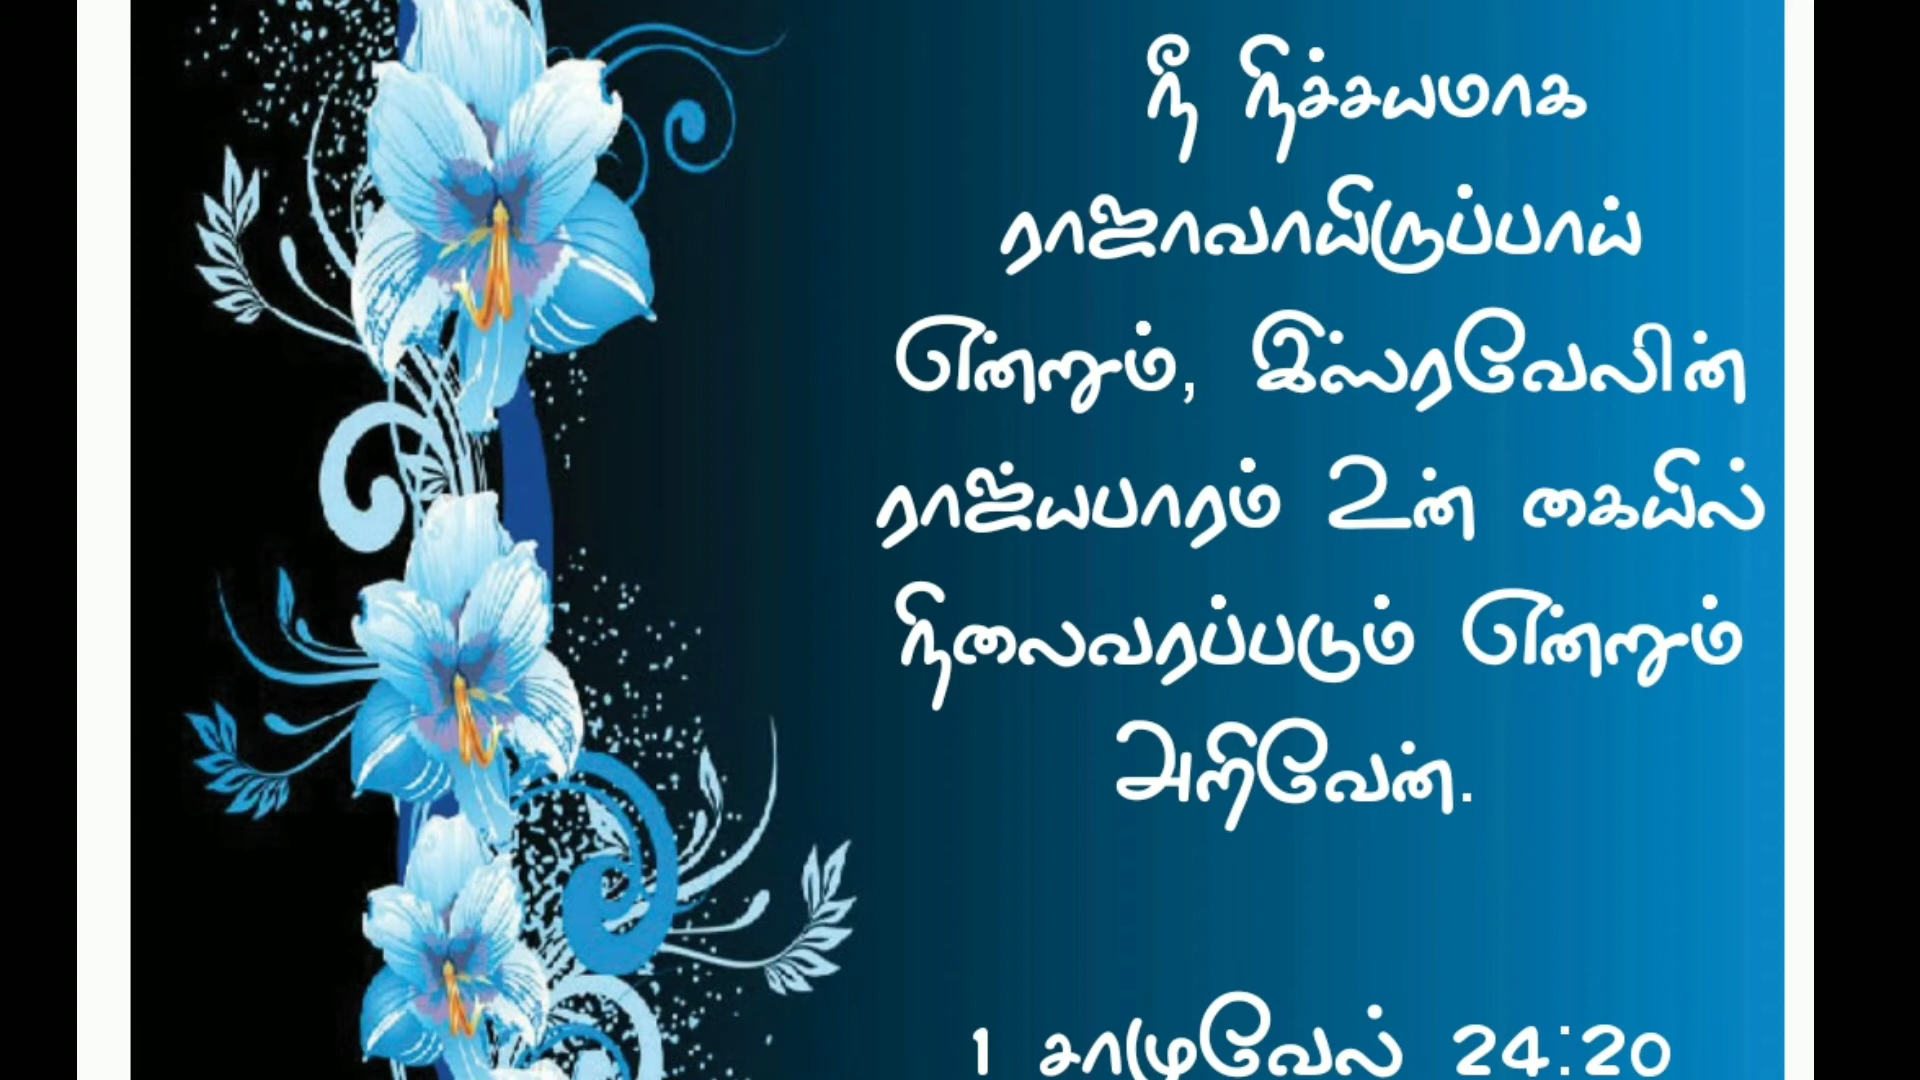 நீ நிச்சயமாக
ராஜாவாயிருப்பாய்
என்றும், இஸ்ரவேலின்
ராஜ்யபாரம் உன் கையில்
நிலைவரப்படும் என்றும்
அறிவேன்.
1 சாமுவேல் 24:20